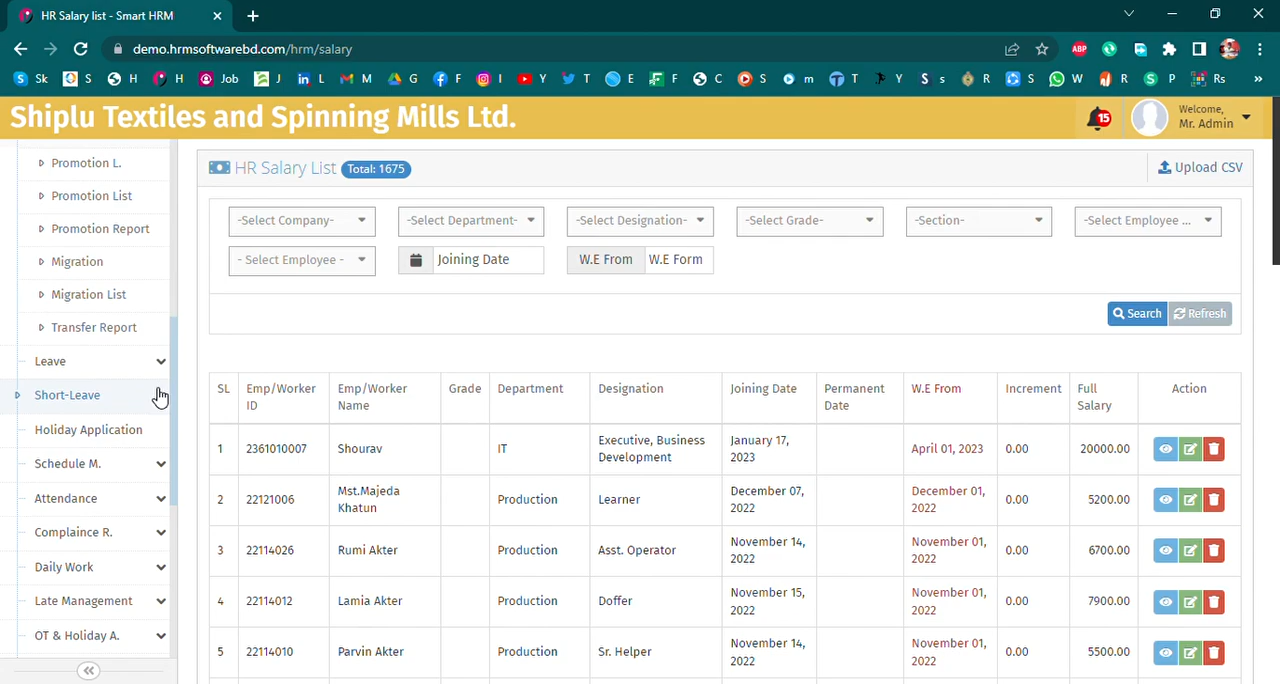 HR Salary list - Smart HRM
demo.hrmsoftwarebd.com/hrm/salary
Sk S H H Job J L M G F I Y T E F C S m T Y s R S W R P Rs
Shiplu Textiles and Spinning Mills Ltd.
15
Welcome,
Mr. Admin
Promotion L.
Promotion List
Promotion Report
Migration
Migration List
Transfer Report
Leave
Short-Leave
Holiday Application
Schedule M.
Attendance
Complaince R.
Daily Work
Late Management
OT & Holiday A.
HR Salary List Total: 1675
Upload CSV
-Select Company- -Select Department- -Select Designation- -Select Grade- -Section- -Select Employee ...
- Select Employee - Joining Date W.E From W.E Form
Search Refresh
SL Emp/Worker ID Emp/Worker Name Grade Department Designation Joining Date Permanent Date W.E From Increment Full Salary Action
1 2361010007 Shourav IT Executive, Business Development January 17, 2023 April 01, 2023 0.00 20000.00
2 22121006 Mst.Majeda Khatun Production Learner December 07, 2022 December 01, 2022 0.00 5200.00
3 22114026 Rumi Akter Production Asst. Operator November 14, 2022 November 01, 2022 0.00 6700.00
4 22114012 Lamia Akter Production Doffer November 15, 2022 November 01, 2022 0.00 7900.00
5 22114010 Parvin Akter Production Sr. Helper November 14, 2022 November 01, 2022 0.00 5500.00